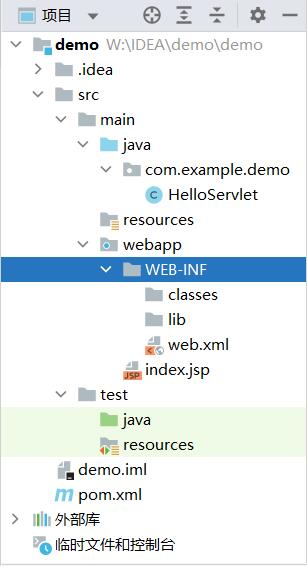 项目
demo W:\IDEA\demo\demo
.idea
src
main
java
com.example.demo
C HelloServlet
resources
webapp
WEB-INF
classes
lib
web.xml
JSP index.jsp
test
java
resources
demo.iml
m pom.xml
外部库
临时文件和控制台